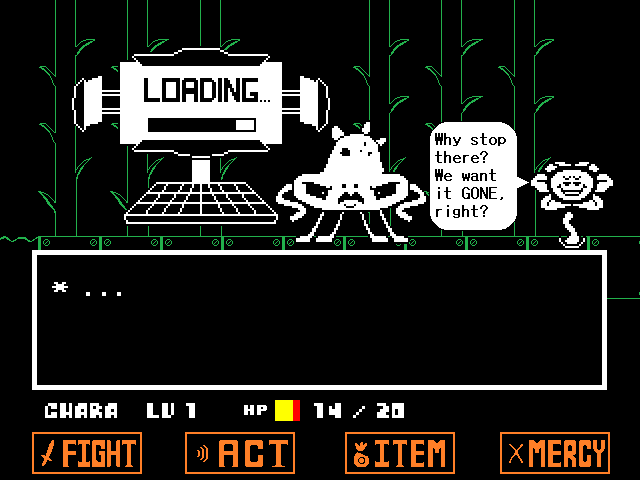 LOADING...
Why stop
there?
We want
it GONE,
right?
* ...
CHARA LV 1 HP 14 / 20
FIGHT ACT ITEM MERCY